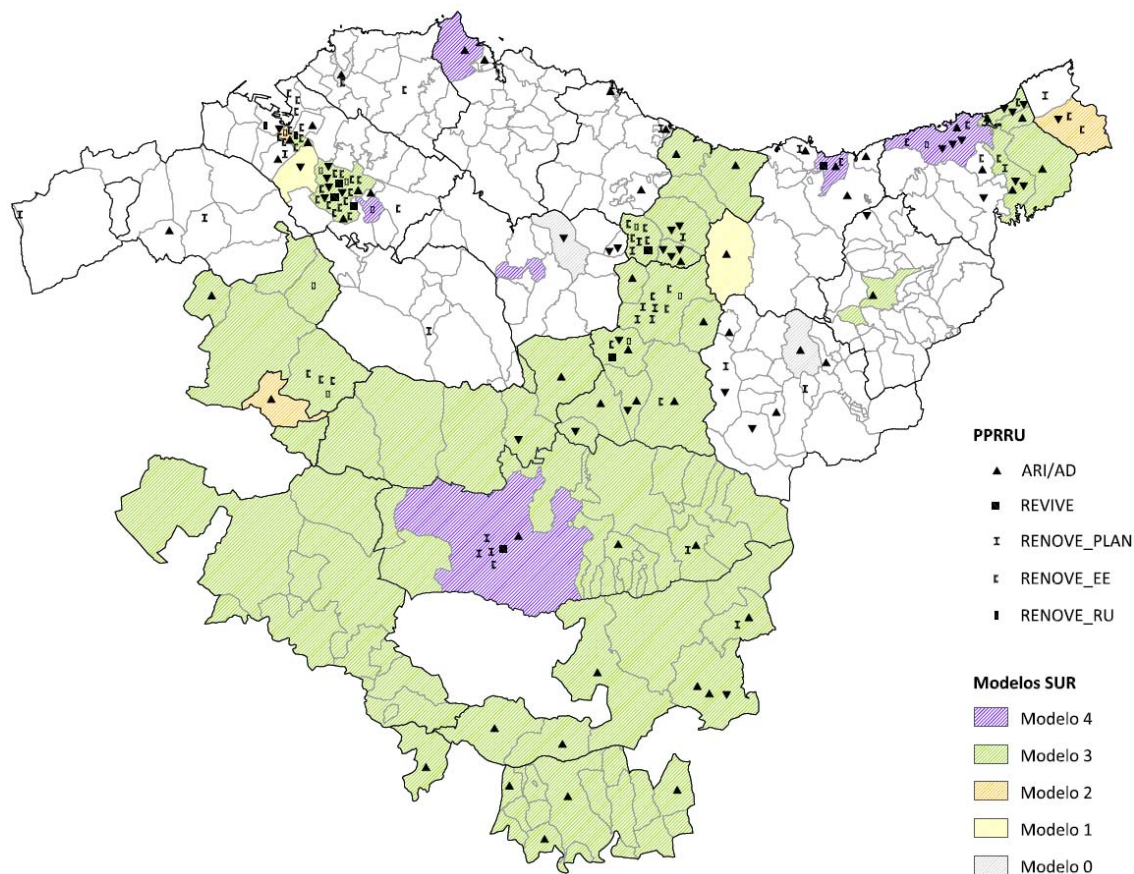 PPRRU
ARI/AD
REVIVE
RENOVE_PLAN
RENOVE_EE
RENOVE_RU
Modelos SUR
Modelo 4
Modelo 3
Modelo 2
Modelo 1
Modelo 0